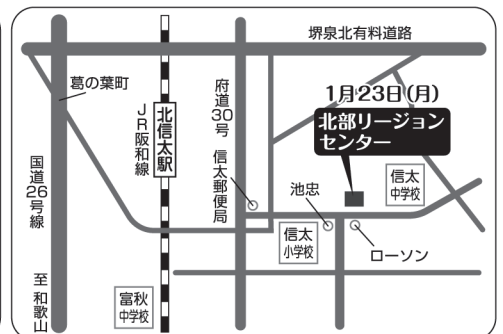 堺泉北有料道路
葛の葉町
北信太駅
JR阪和線
府道30号
信太郵便局
1月23日(月)
北部リージョン
センター
池忠
信太
中学校
信太
小学校
ローソン
国道26号線
至 和歌山
富秋
中学校